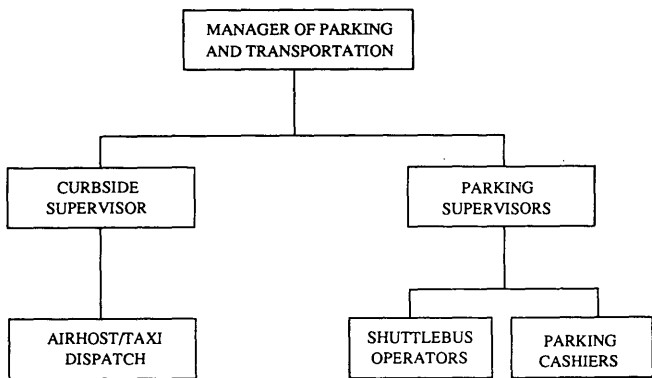 MANAGER OF PARKING
AND TRANSPORTATION
CURBSIDE
SUPERVISOR
PARKING
SUPERVISORS
AIRHOST/TAXI
DISPATCH
SHUTTLEBUS
OPERATORS
PARKING
CASHIERS